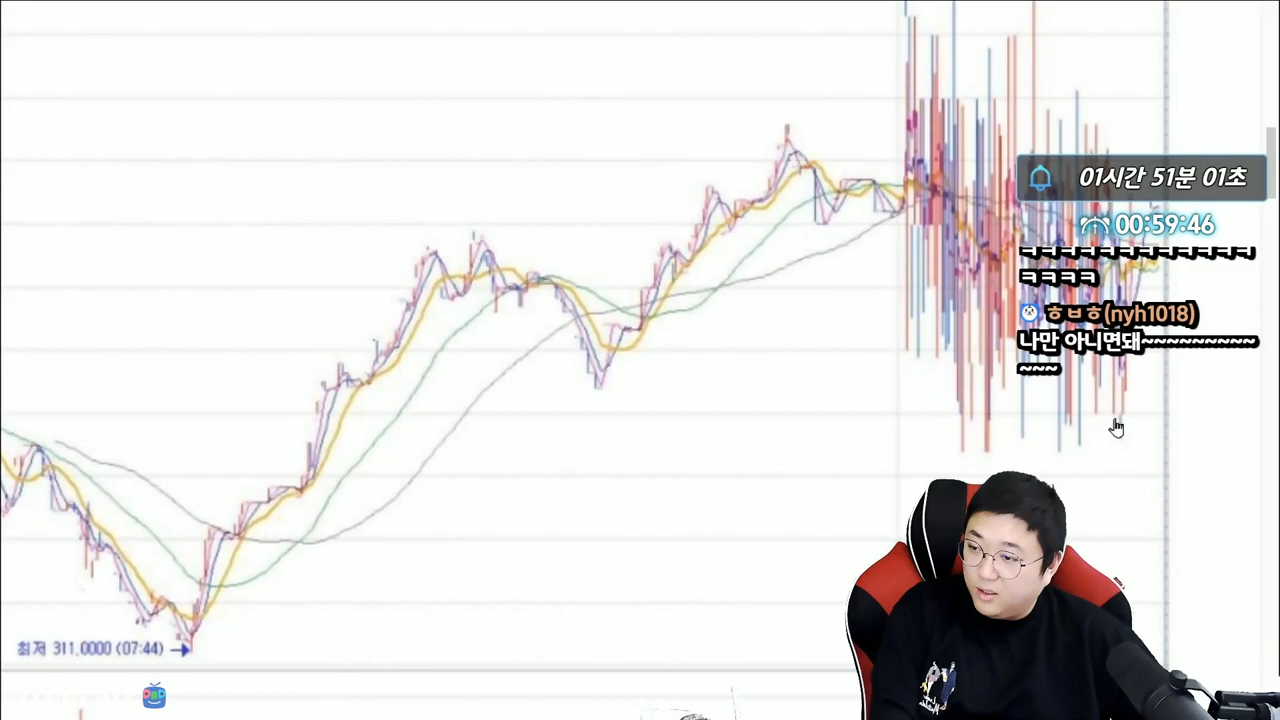 01시간 51분 01초
00:59:46
ㅋㅋㅋㅋㅋㅋㅋㅋㅋㅋㅋㅋ
ㅋㅋㅋㅋ
ㅎㅂㅎ(nyh1018)
나만 아니면돼~~~~~~~~~
~~~
최저 311,0000 (07:44)